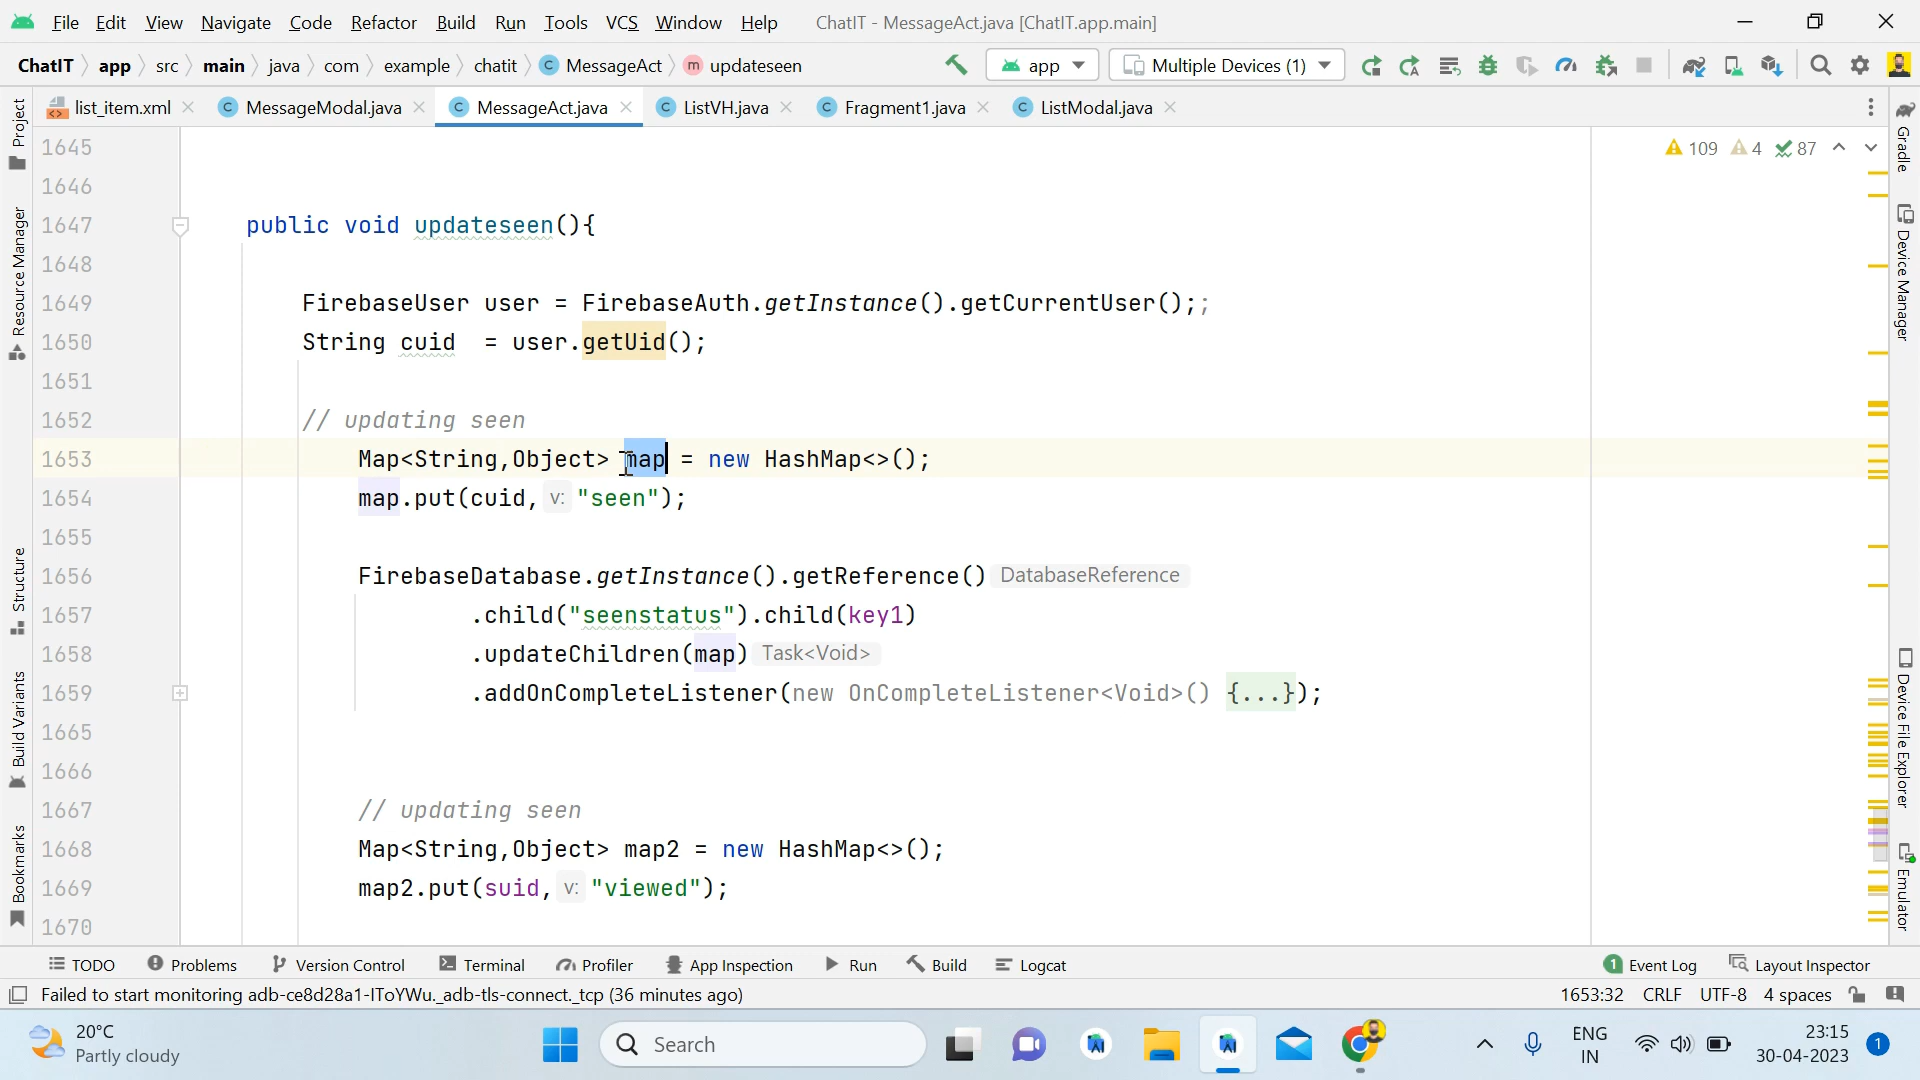 File Edit View Navigate Code Refactor Build Run Tools VCS Window Help ChatIT - MessageAct.java [ChatIT.app.main]
ChatIT app src main java com example chatit C MessageAct m updateseen app Multiple Devices (1)
list_item.xml C MessageModal.java C MessageAct.java C ListVH.java C Fragment1.java C ListModal.java
Project
Resource Manager
Structure
Build Variants
Bookmarks
109 4 87
1645
1646
1647 public void updateseen(){
1648
1649 FirebaseUser user = FirebaseAuth.getInstance().getCurrentUser();;
1650 String cuid  = user.getUid();
1651
1652 // updating seen
1653 Map<String,Object> map = new HashMap<>();
1654 map.put(cuid, v: "seen");
1655
1656 FirebaseDatabase.getInstance().getReference() DatabaseReference
1657 .child("seenstatus").child(key1)
1658 .updateChildren(map) Task<Void>
1659 .addOnCompleteListener(new OnCompleteListener<Void>() {...});
1665
1666
1667 // updating seen
1668 Map<String,Object> map2 = new HashMap<>();
1669 map2.put(suid, v: "viewed");
1670
Gradle
Device Manager
Device File Explorer
Emulator
TODO Problems Version Control Terminal Profiler App Inspection Run Build Logcat 1 Event Log Layout Inspector
Failed to start monitoring adb-ce8d28a1-IToYWu._adb-tls-connect._tcp (36 minutes ago) 1653:32 CRLF UTF-8 4 spaces
20°C
Partly cloudy
Search
ENG
IN
23:15
30-04-2023
1